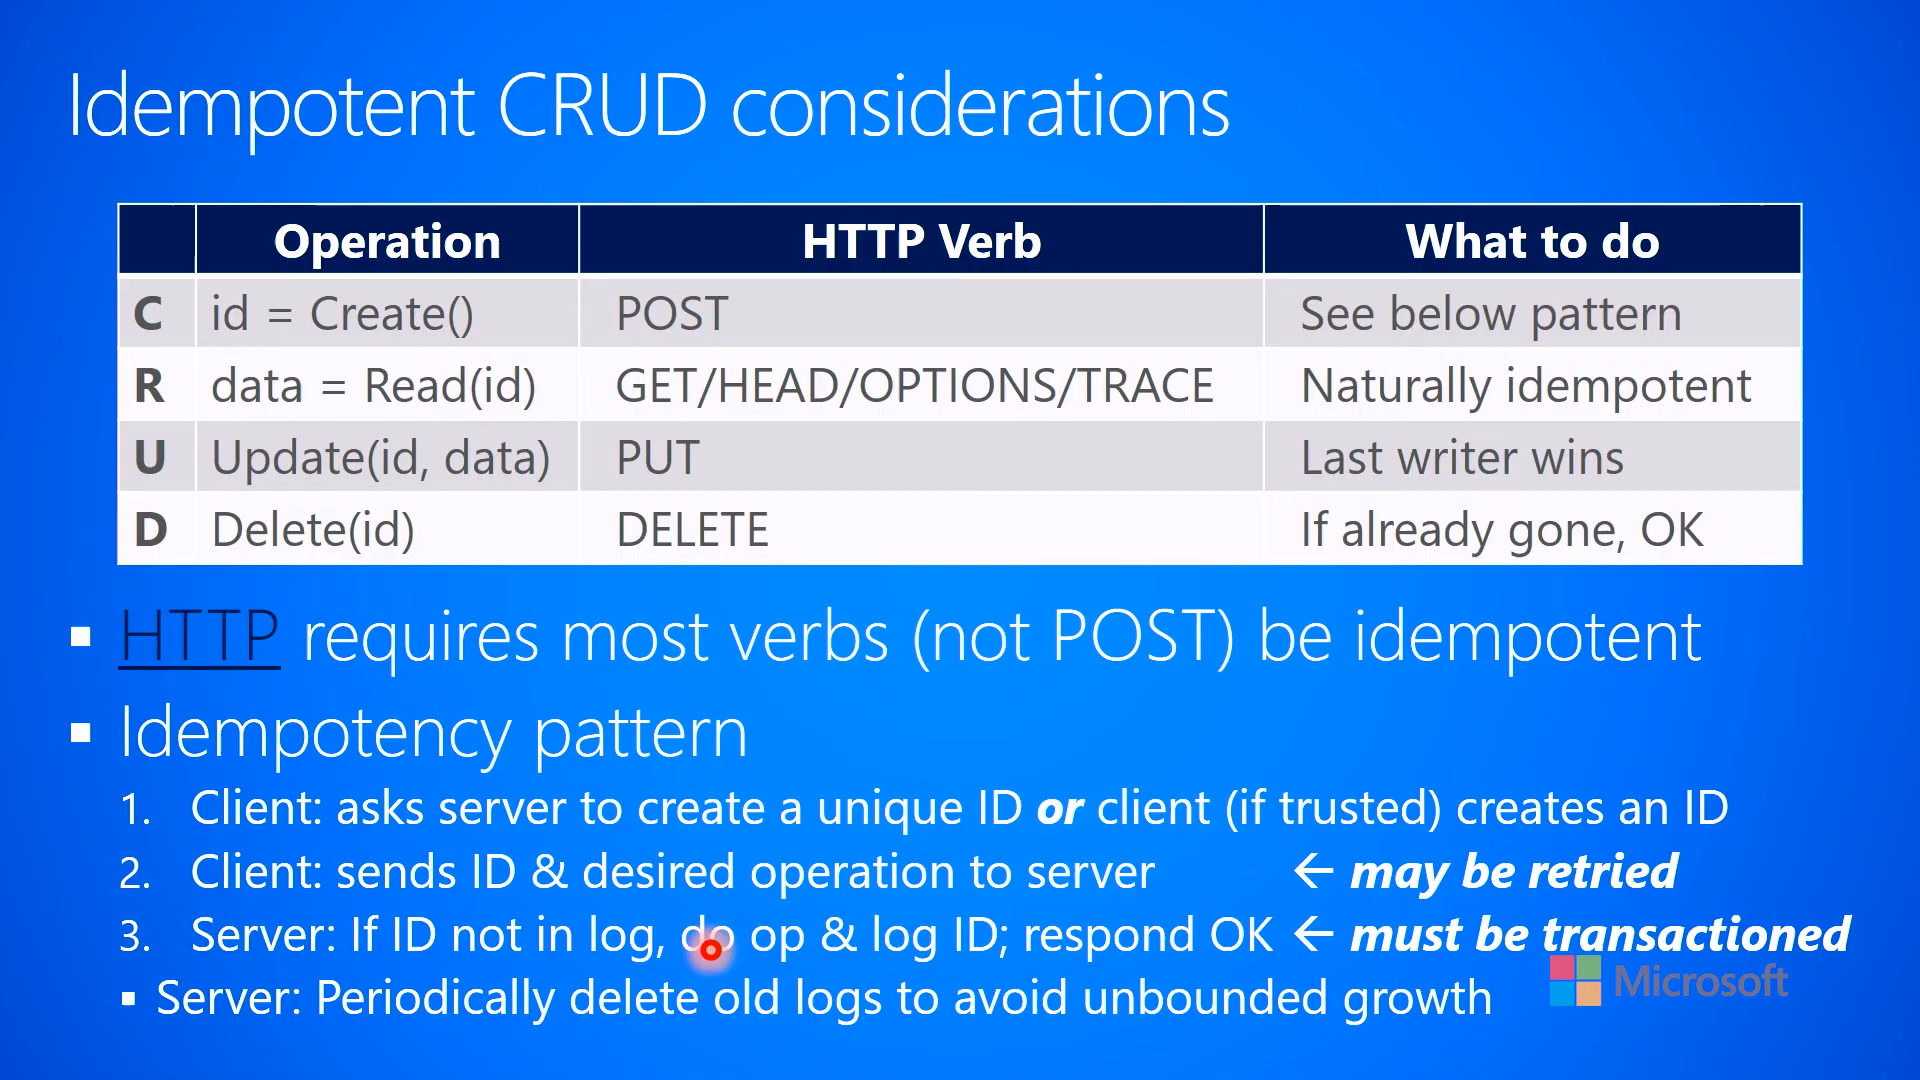 Idempotent CRUD considerations
Operation HTTP Verb What to do
C id = Create() POST See below pattern
R data = Read(id) GET/HEAD/OPTIONS/TRACE Naturally idempotent
U Update(id, data) PUT Last writer wins
D Delete(id) DELETE If already gone, OK
▪ HTTP requires most verbs (not POST) be idempotent
▪ Idempotency pattern
1. Client: asks server to create a unique ID or client (if trusted) creates an ID
2. Client: sends ID & desired operation to server ← may be retried
3. Server: If ID not in log, do op & log ID; respond OK ← must be transactioned
▪ Server: Periodically delete old logs to avoid unbounded growth
Microsoft